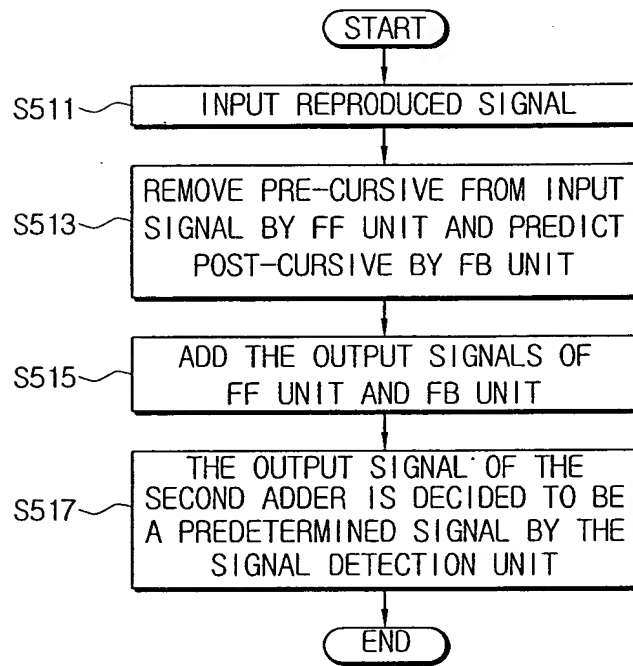 START
S511
INPUT REPRODUCED SIGNAL
S513
REMOVE PRE-CURSIVE FROM INPUT
SIGNAL BY FF UNIT AND PREDICT
POST-CURSIVE BY FB UNIT
S515
ADD THE OUTPUT SIGNALS OF
FF UNIT AND FB UNIT
S517
THE OUTPUT SIGNAL OF THE
SECOND ADDER IS DECIDED TO BE
A PREDETERMINED SIGNAL BY THE
SIGNAL DETECTION UNIT
END